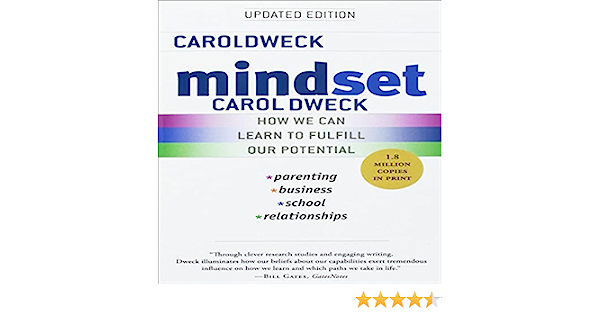 UPDATED EDITION
CAROLDWECK
mindset
CAROL DWECK
HOW WE CAN
LEARN TO FULFILL
OUR POTENTIAL
1.8
MILLION
COPIES
IN PRINT
*parenting
*business
*school
*relationships
"Through clever research studies and engaging writing,
Dweck illuminates how our beliefs about our capabilities exert tremendous
influence on how we learn and which paths we take in life."
—BILL GATES, GatesNotes